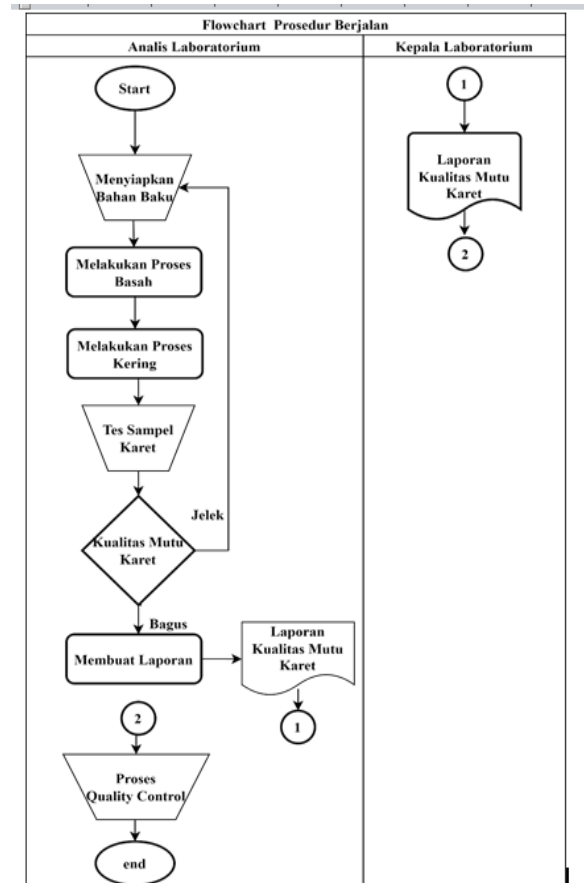 Flowchart Prosedur Berjalan
Analis Laboratorium
Kepala Laboratorium
Start
Menyiapkan
Bahan Baku
Melakukan Proses
Basah
Melakukan Proses
Kering
Tes Sampel
Karet
Jelek
Kualitas Mutu
Karet
Bagus
Membuat Laporan
Laporan
Kualitas Mutu
Karet
1
2
Proses
Quality Control
end
1
Laporan
Kualitas Mutu
Karet
2